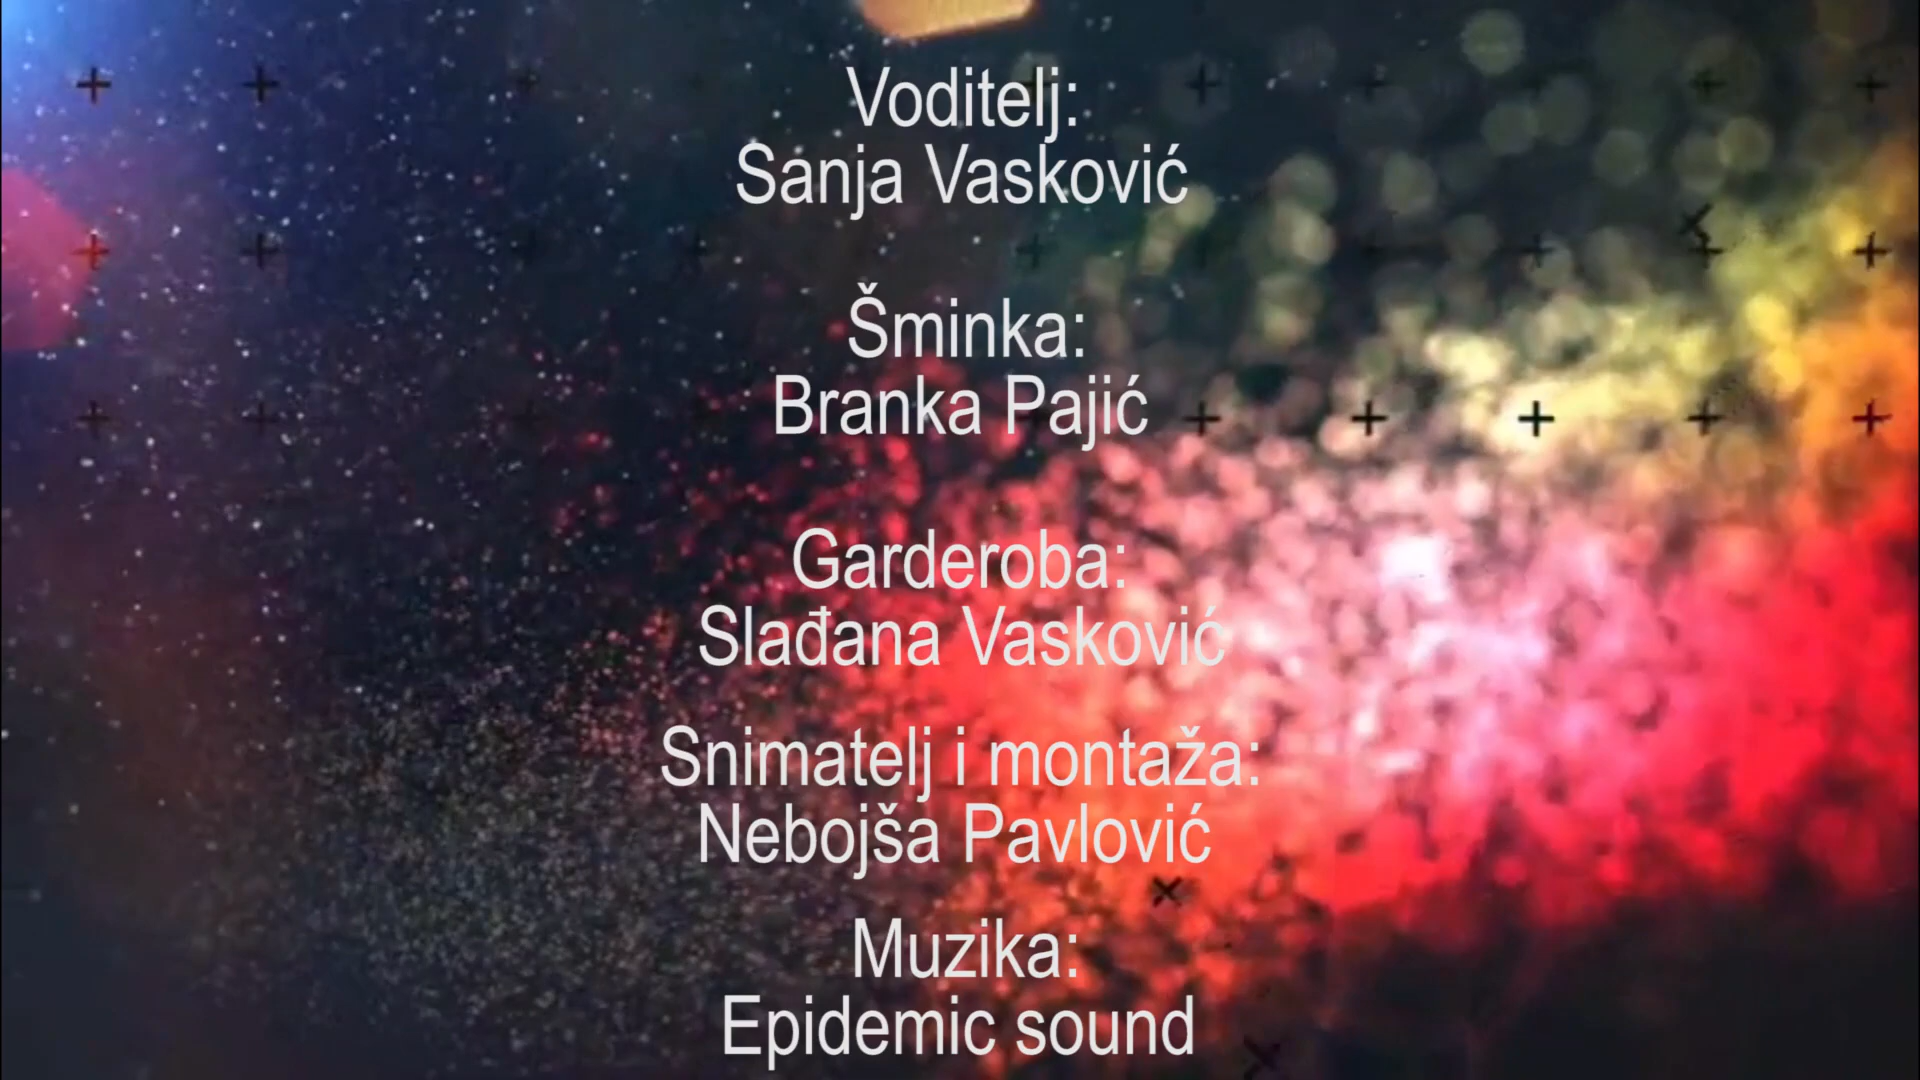 Voditelj:
Sanja Vasković
Šminka:
Branka Pajić
Garderoba:
Slađana Vasković
Snimatelj i montaža:
Nebojša Pavlović
Muzika:
Epidemic sound